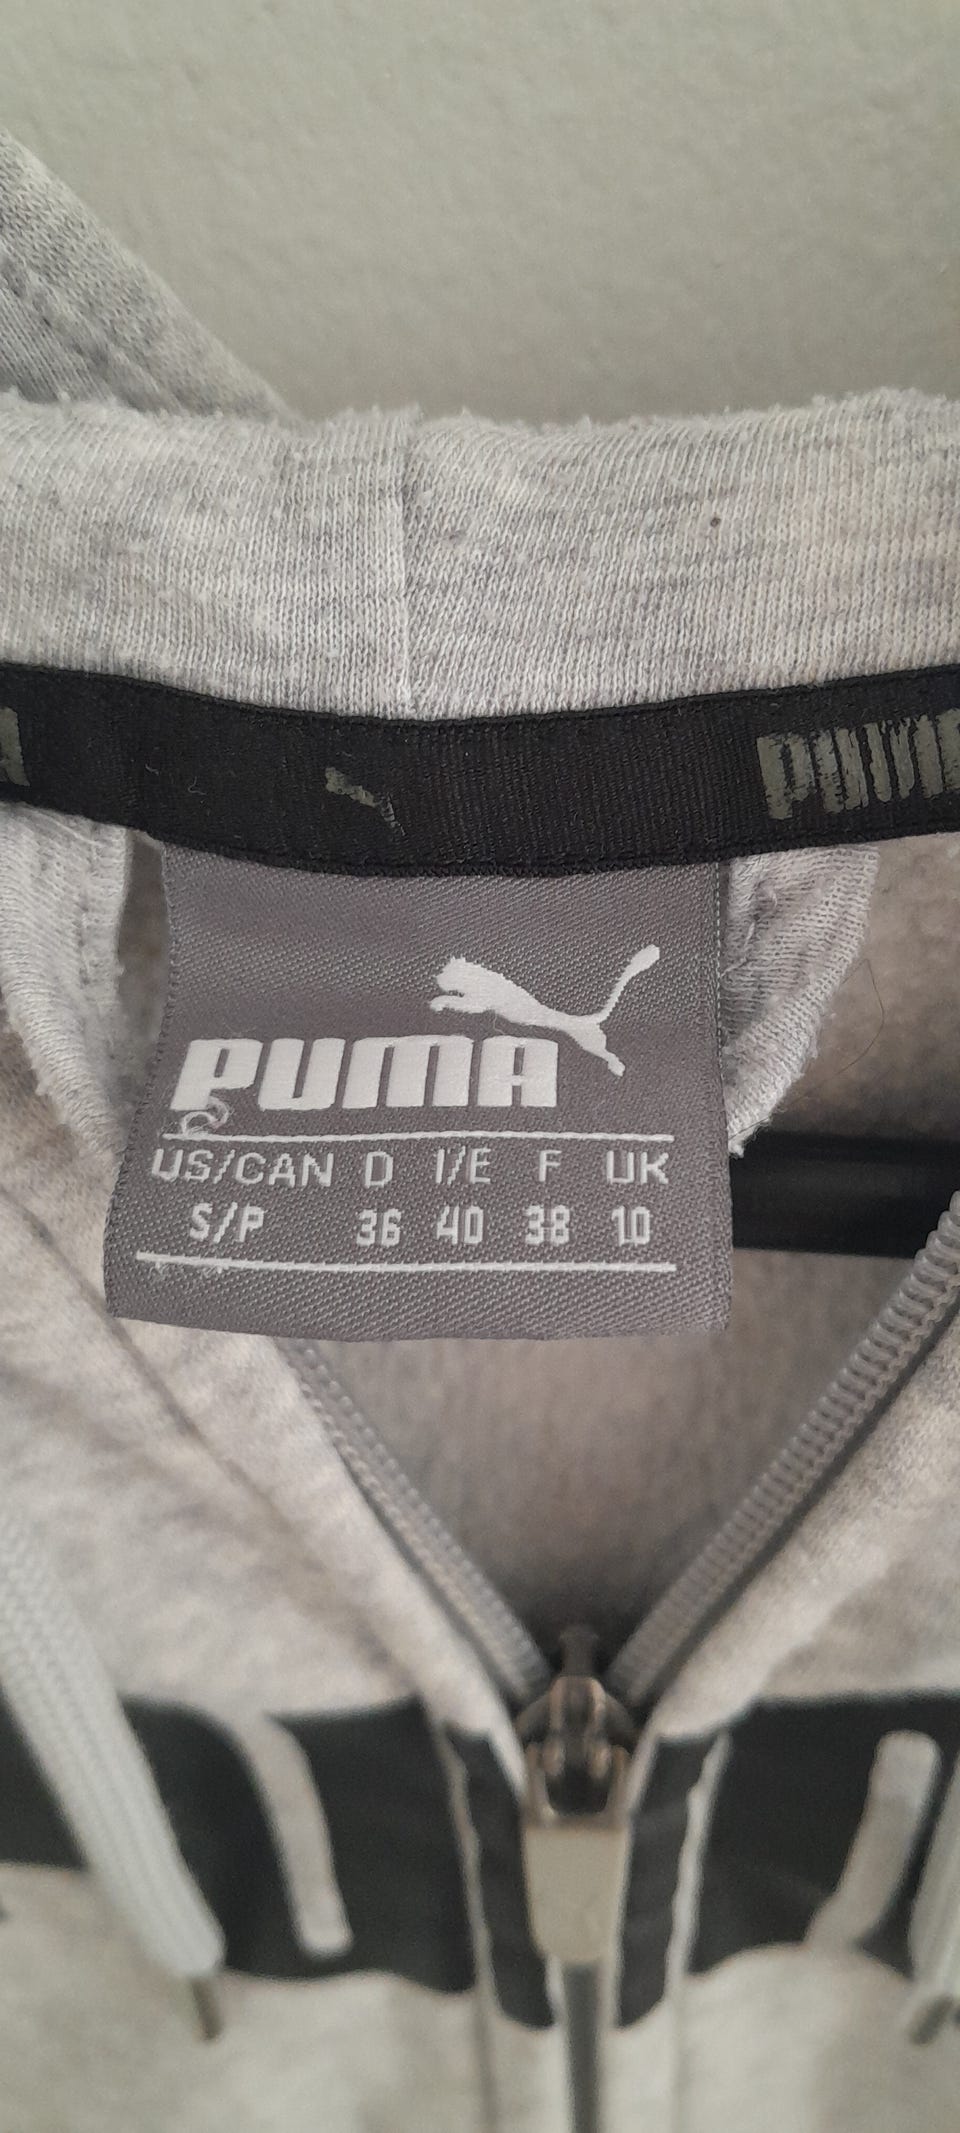 PUMA
PUMA
US/CAN D I/E F UK
S/P 36 40 38 10